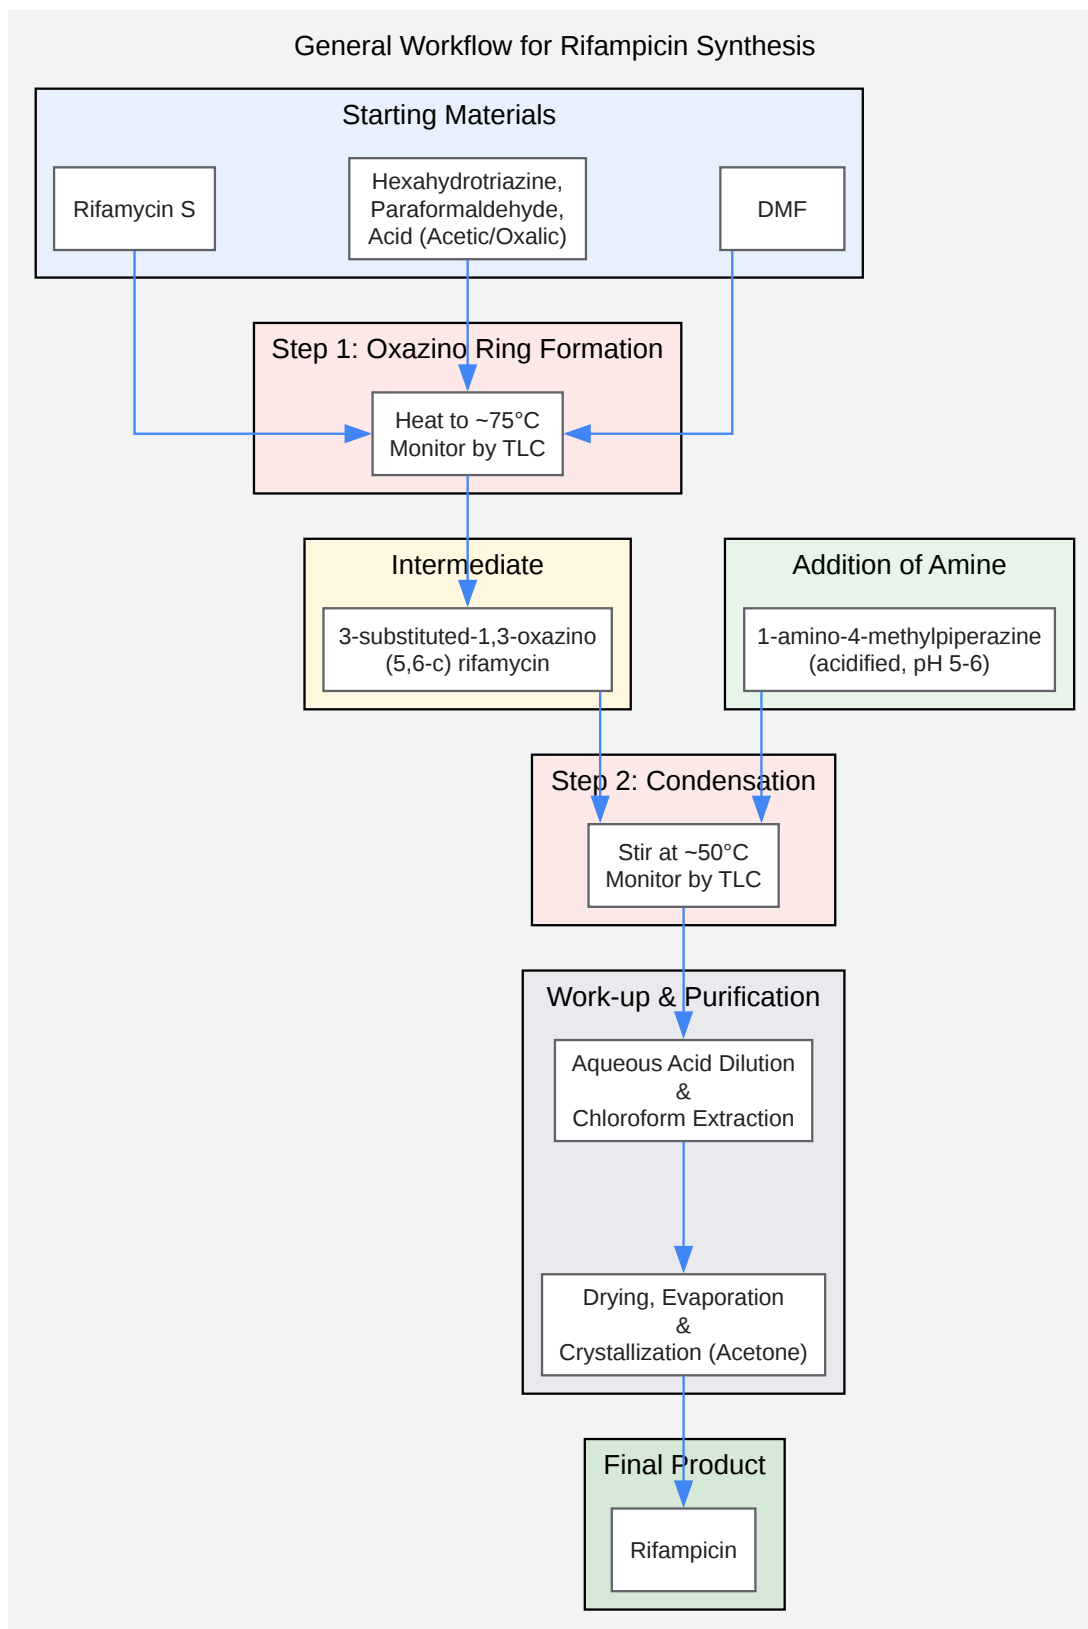 General Workflow for Rifampicin Synthesis
Starting Materials
Rifamycin S
Hexahydrotriazine,
Paraformaldehyde,
Acid (Acetic/Oxalic)
DMF
Step 1: Oxazino Ring Formation
Heat to ~75°C
Monitor by TLC
Intermediate
3-substituted-1,3-oxazino
(5,6-c) rifamycin
Addition of Amine
1-amino-4-methylpiperazine
(acidified, pH 5-6)
Step 2: Condensation
Stir at ~50°C
Monitor by TLC
Work-up & Purification
Aqueous Acid Dilution
&
Chloroform Extraction
Drying, Evaporation
&
Crystallization (Acetone)
Final Product
Rifampicin